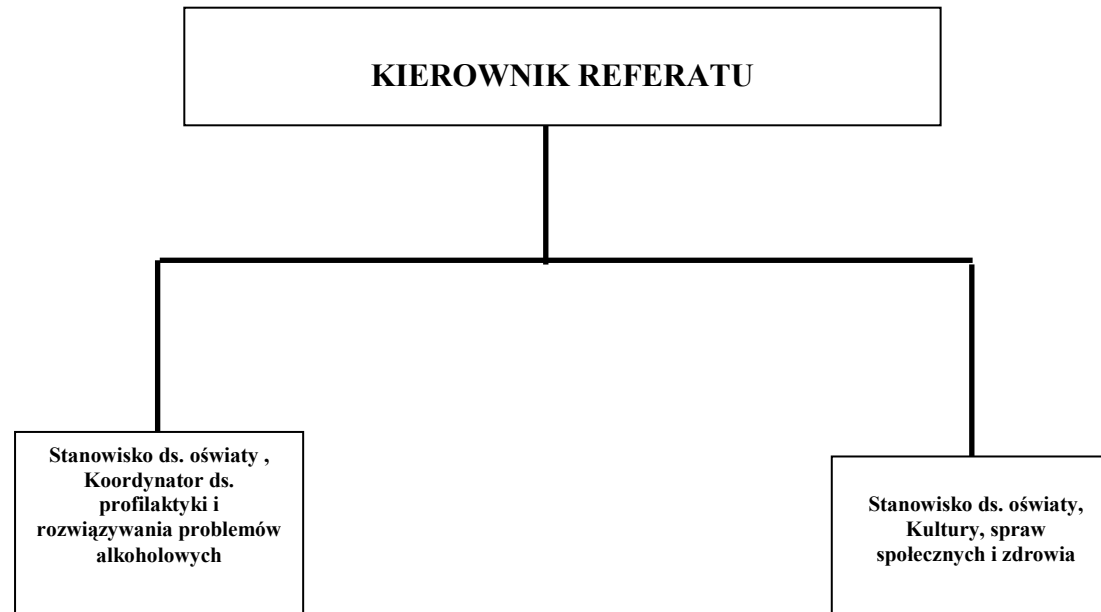 KIEROWNIK REFERATU
Stanowisko ds. oświaty ,
Koordynator ds.
profilaktyki i
rozwiązywania problemów
alkoholowych
Stanowisko ds. oświaty,
Kultury, spraw
społecznych i zdrowia